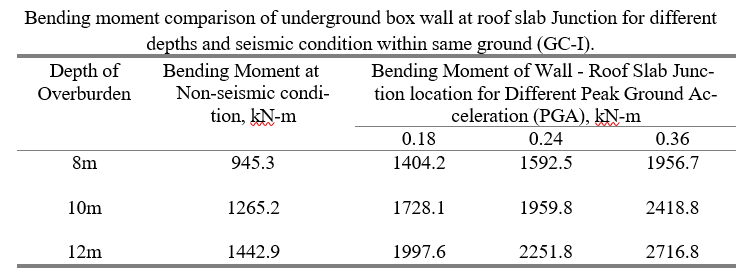 Bending moment comparison of underground box wall at roof slab Junction for different
depths and seismic condition within same ground (GC-I).
Depth of Bending Moment at Bending Moment of Wall - Roof Slab Junc-
Overburden Non-seismic condi- tion location for Different Peak Ground Ac-
tion, kN-m celeration (PGA), kN-m
0.18 0.24 0.36
8m 945.3 1404.2 1592.5 1956.7
10m 1265.2 1728.1 1959.8 2418.8
12m 1442.9 1997.6 2251.8 2716.8